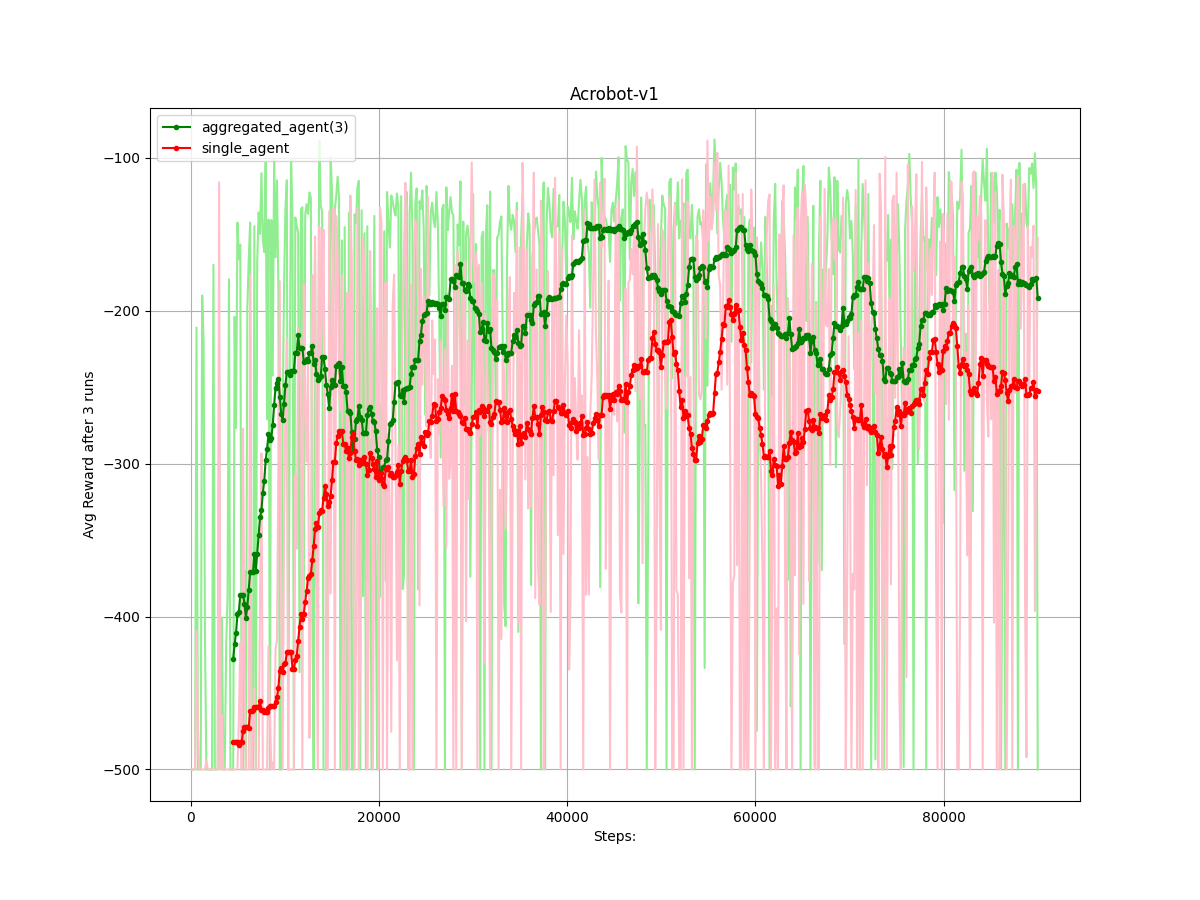 Acrobot-v1
aggregated_agent(3)
single_agent
−100
−200
−300
−400
−500
Avg Reward after 3 runs
0 20000 40000 60000 80000
Steps: